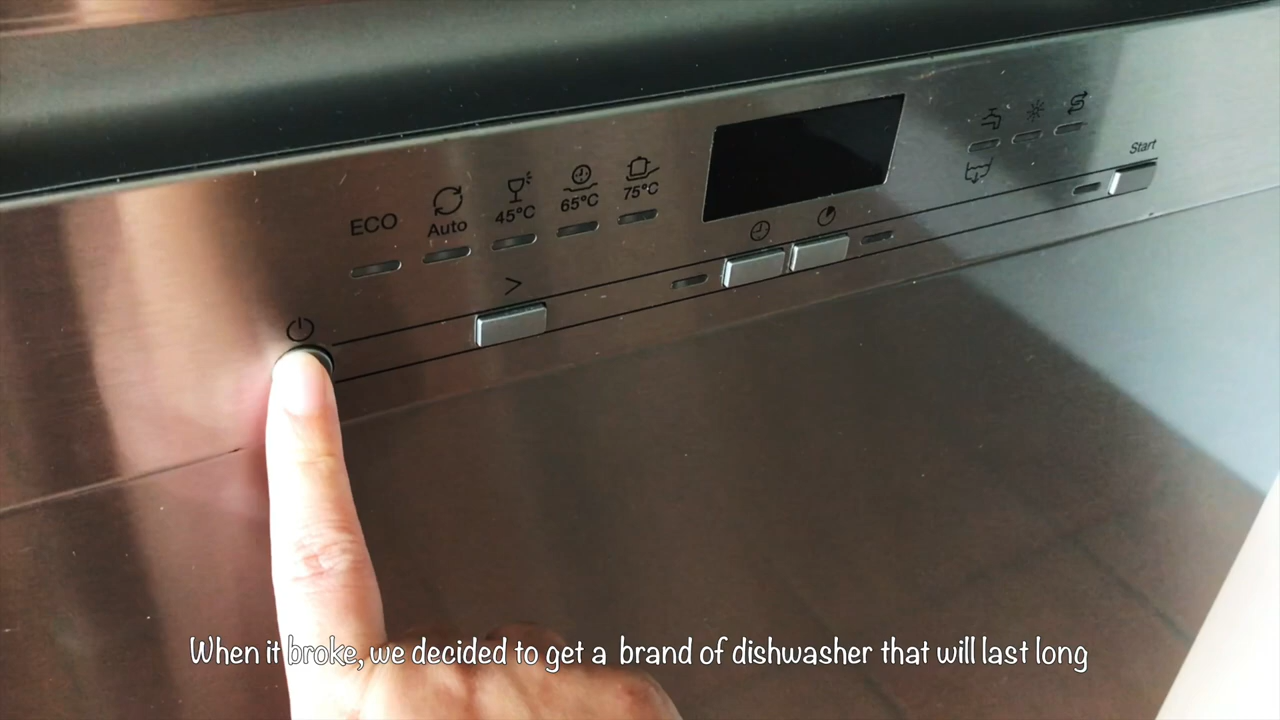 ECO
Auto
45°C
65°C
75°C
>
Start
When it broke, we decided to get a brand of dishwasher that will last long